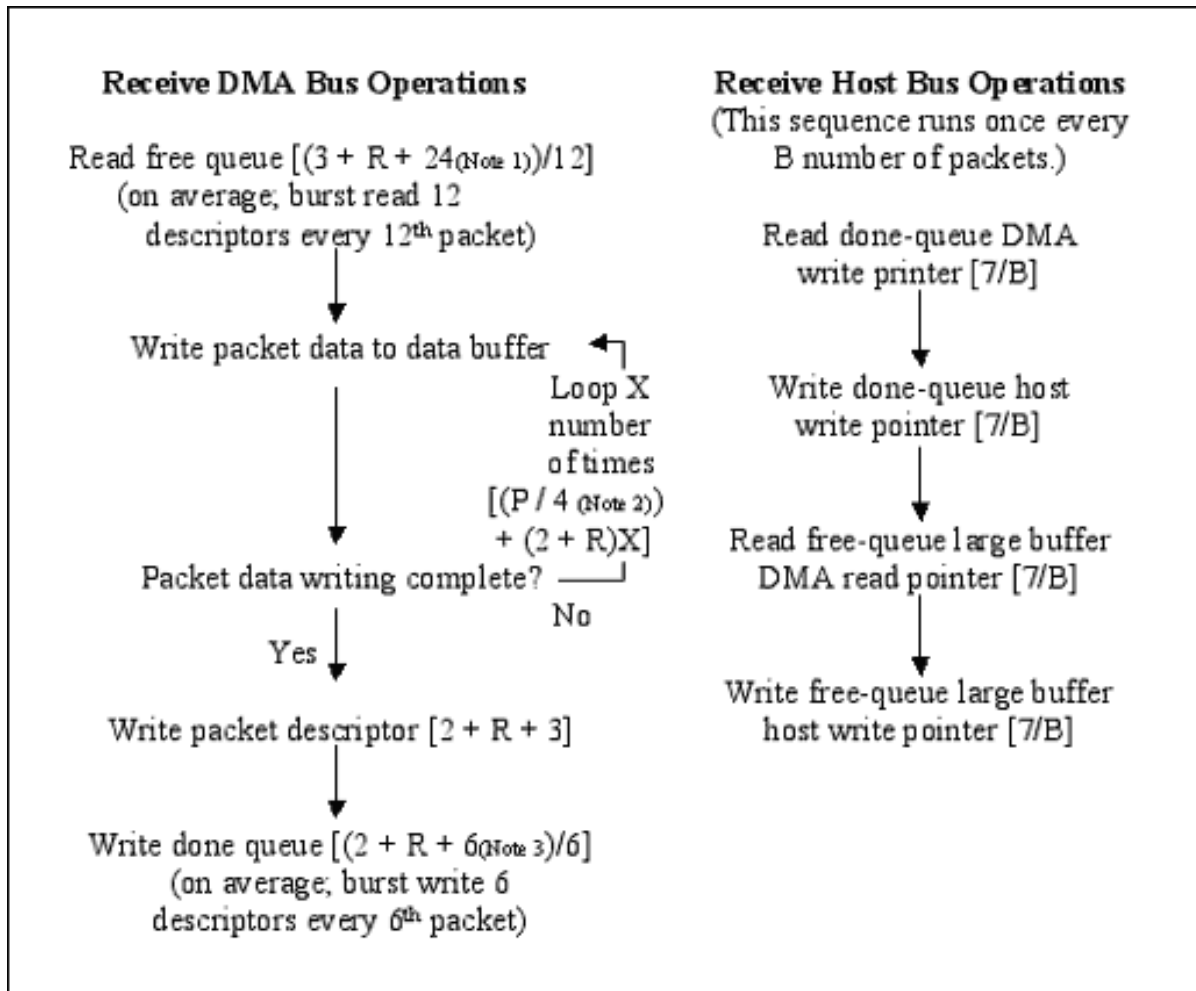 Receive DMA Bus Operations
Read free queue [(3 + R + 24(Note 1))/12]
(on average; burst read 12
descriptors every 12th packet)
Write packet data to data buffer
Loop X
number
of times
[(P / 4 (Note 2))
+ (2 + R)X]
Packet data writing complete?
No
Yes
Write packet descriptor [2 + R + 3]
Write done queue [(2 + R + 6(Note 3)/6]
(on average; burst write 6
descriptors every 6th packet)
Receive Host Bus Operations
(This sequence runs once every
B number of packets.)
Read done-queue DMA
write printer [7/B]
Write done-queue host
write pointer [7/B]
Read free-queue large buffer
DMA read pointer [7/B]
Write free-queue large buffer
host write pointer [7/B]